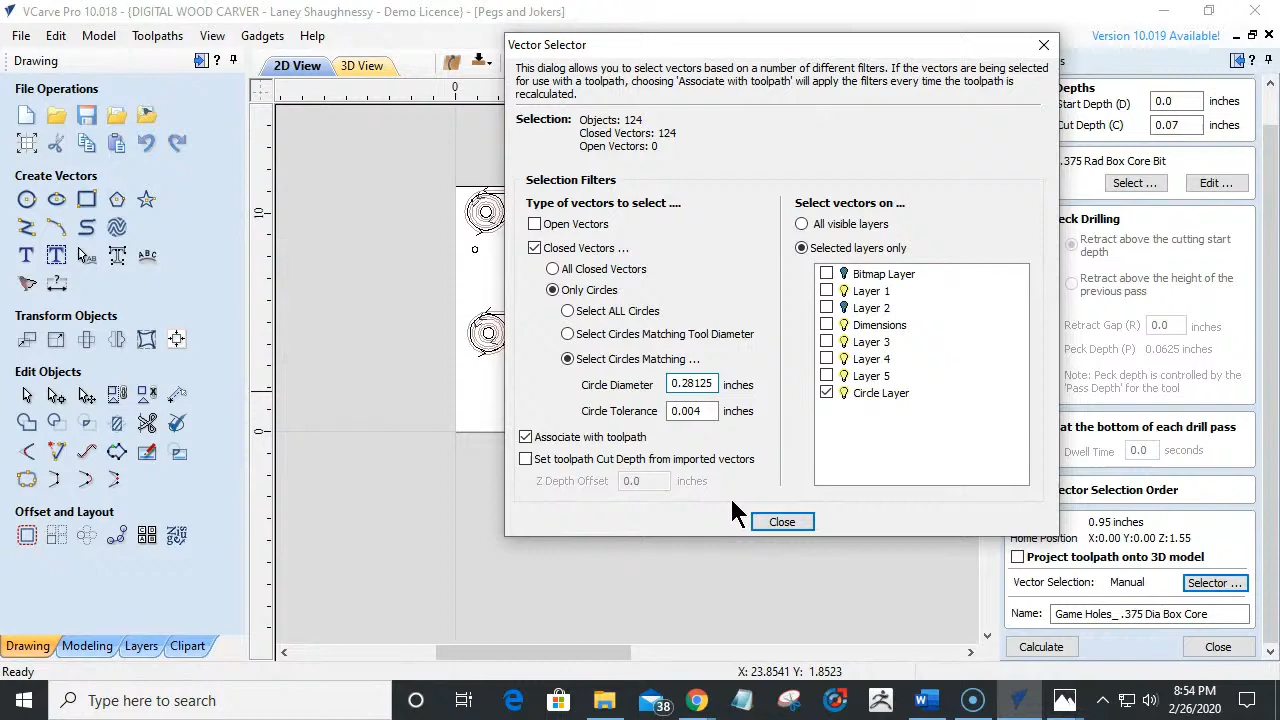 VCarve Pro 10.018 - {DIGITAL WOOD CARVER - Laney Shaughnessy - Demo Licence} - [Pegs and Jokers]
File Edit Model Toolpaths View Gadgets Help
Version 10.019 Available!
Drawing
File Operations
Create Vectors
Transform Objects
Edit Objects
Offset and Layout
Drawing Modeling Layers Clipart
2D View 3D View
0
10
0
Vector Selector
This dialog allows you to select vectors based on a number of different filters. If the vectors are being selected
for use with a toolpath, choosing 'Associate with toolpath' will apply the filters every time the toolpath is
recalculated.
Selection: Objects: 124
Closed Vectors: 124
Open Vectors: 0
Selection Filters
Type of vectors to select ....
Open Vectors
Closed Vectors ...
All Closed Vectors
Only Circles
Select ALL Circles
Select Circles Matching Tool Diameter
Select Circles Matching ...
Circle Diameter 0.28125 inches
Circle Tolerance 0.004 inches
Associate with toolpath
Set toolpath Cut Depth from imported vectors
Z Depth Offset 0.0 inches
Select vectors on ...
All visible layers
Selected layers only
Bitmap Layer
Layer 1
Layer 2
Dimensions
Layer 3
Layer 4
Layer 5
Circle Layer
Close
Depths
Start Depth (D) 0.0 inches
Cut Depth (C) 0.07 inches
.375 Rad Box Core Bit
Select ... Edit ...
Drilling
Retract above the cutting start
depth
Retract above the height of the
previous pass
Retract Gap (R) 0.0 inches
Peck Depth (P) 0.0625 inches
Note: Peck depth is controlled by the
'Pass Depth' for the tool
at the bottom of each drill pass
Dwell Time 0.0 seconds
Vector Selection Order
0.95 inches
Home Position X:0.00 Y:0.00 Z:1.55
Project toolpath onto 3D model
Vector Selection: Manual Selector ...
Name: Game Holes_ .375 Dia Box Core
Calculate Close
Ready
X: 23.8541 Y: 1.8523
Type here to search
38
8:54 PM
2/26/2020